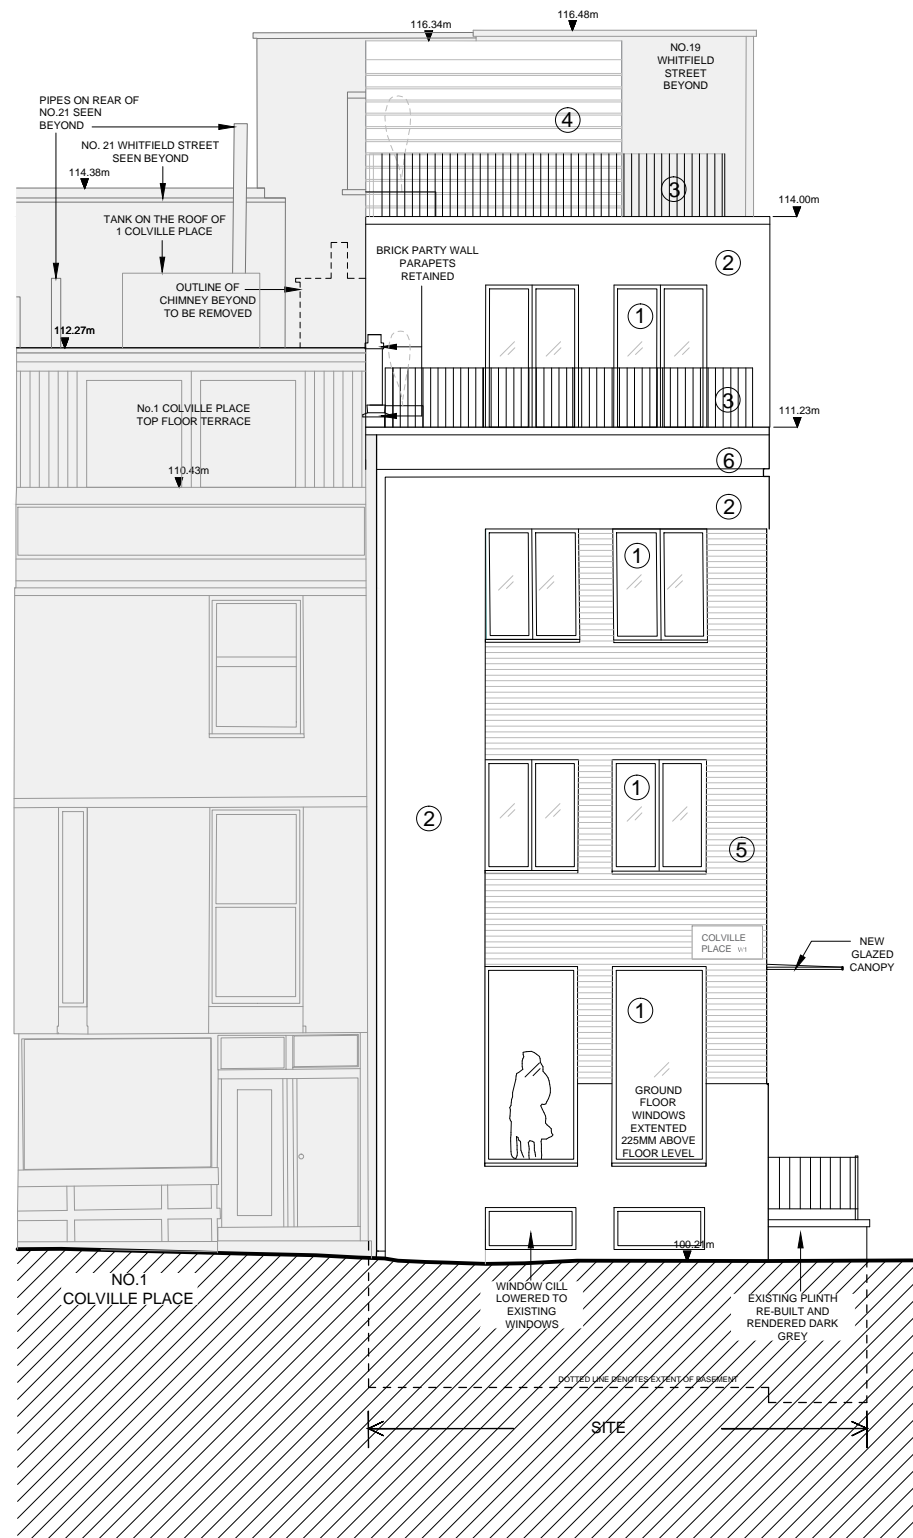 116.34m
116.48m
NO.19
WHITFIELD
STREET
BEYOND
PIPES ON REAR OF
NO.21 SEEN
BEYOND
4
NO. 21 WHITFIELD STREET
SEEN BEYOND
114.38m
3
114.00m
TANK ON THE ROOF OF
1 COLVILLE PLACE
BRICK PARTY WALL
PARAPETS
RETAINED
2
OUTLINE OF
CHIMNEY BEYOND
TO BE REMOVED
1
112.27m
No.1 COLVILLE PLACE
TOP FLOOR TERRACE
3
111.23m
110.43m
6
2
1
1
2
5
COLVILLE
PLACE W1
NEW
GLAZED
CANOPY
1
GROUND
FLOOR
WINDOWS
EXTENTED
225MM ABOVE
FLOOR LEVEL
100.21m
NO.1
COLVILLE PLACE
WINDOW CILL
LOWERED TO
EXISTING
WINDOWS
EXISTING PLINTH
RE-BUILT AND
RENDERED DARK
GREY
DOTTED LINE DENOTES EXTENT OF BASEMENT
SITE